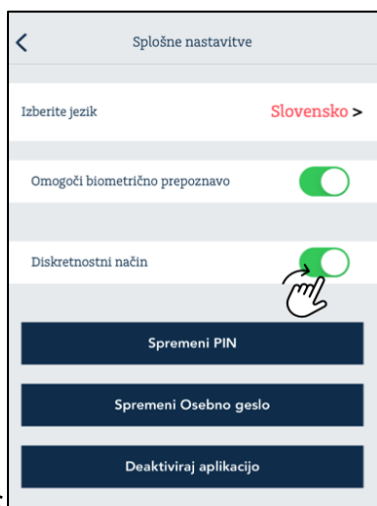 Splošne nastavitve
Izberite jezik Slovensko >
Omogoči biometrično prepoznavo
Diskretnostni način
Spremeni PIN
Spremeni Osebno geslo
Deaktiviraj aplikacijo